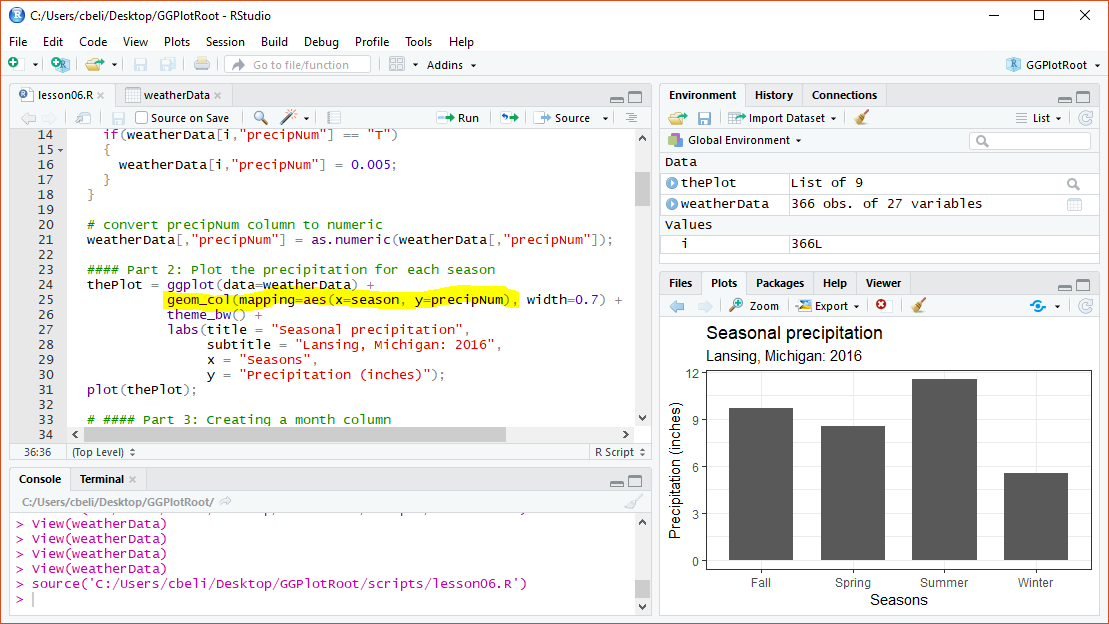 C:/Users/cbeli/Desktop/GGPlotRoot - RStudio
File Edit Code View Plots Session Build Debug Profile Tools Help
Go to file/function Addins GGPlotRoot
lesson06.R weatherData
Source on Save Run Source
14 if(weatherData[i,"precipNum"] == "T")
15 {
16 weatherData[i,"precipNum"] = 0.005;
17 }
18 }
19
20 # convert precipNum column to numeric
21 weatherData[,"precipNum"] = as.numeric(weatherData[,"precipNum"]);
22
23 #### Part 2: Plot the precipitation for each season
24 thePlot = ggplot(data=weatherData) +
25 geom_col(mapping=aes(x=season, y=precipNum), width=0.7) +
26 theme_bw() +
27 labs(title = "Seasonal precipitation",
28 subtitle = "Lansing, Michigan: 2016",
29 x = "Seasons",
30 y = "Precipitation (inches)");
31 plot(thePlot);
32
33 # #### Part 3: Creating a month column
34
36:36 (Top Level) R Script
Console Terminal
C:/Users/cbeli/Desktop/GGPlotRoot/
> View(weatherData)
> View(weatherData)
> View(weatherData)
> View(weatherData)
> source('C:/Users/cbeli/Desktop/GGPlotRoot/scripts/lesson06.R')
>
Environment History Connections
Import Dataset List
Global Environment
Data
thePlot List of 9
weatherData 366 obs. of 27 variables
Values
i 366L
Files Plots Packages Help Viewer
Zoom Export
Seasonal precipitation
Lansing, Michigan: 2016
Precipitation (inches)
12
9
6
3
0
Fall Spring Summer Winter
Seasons